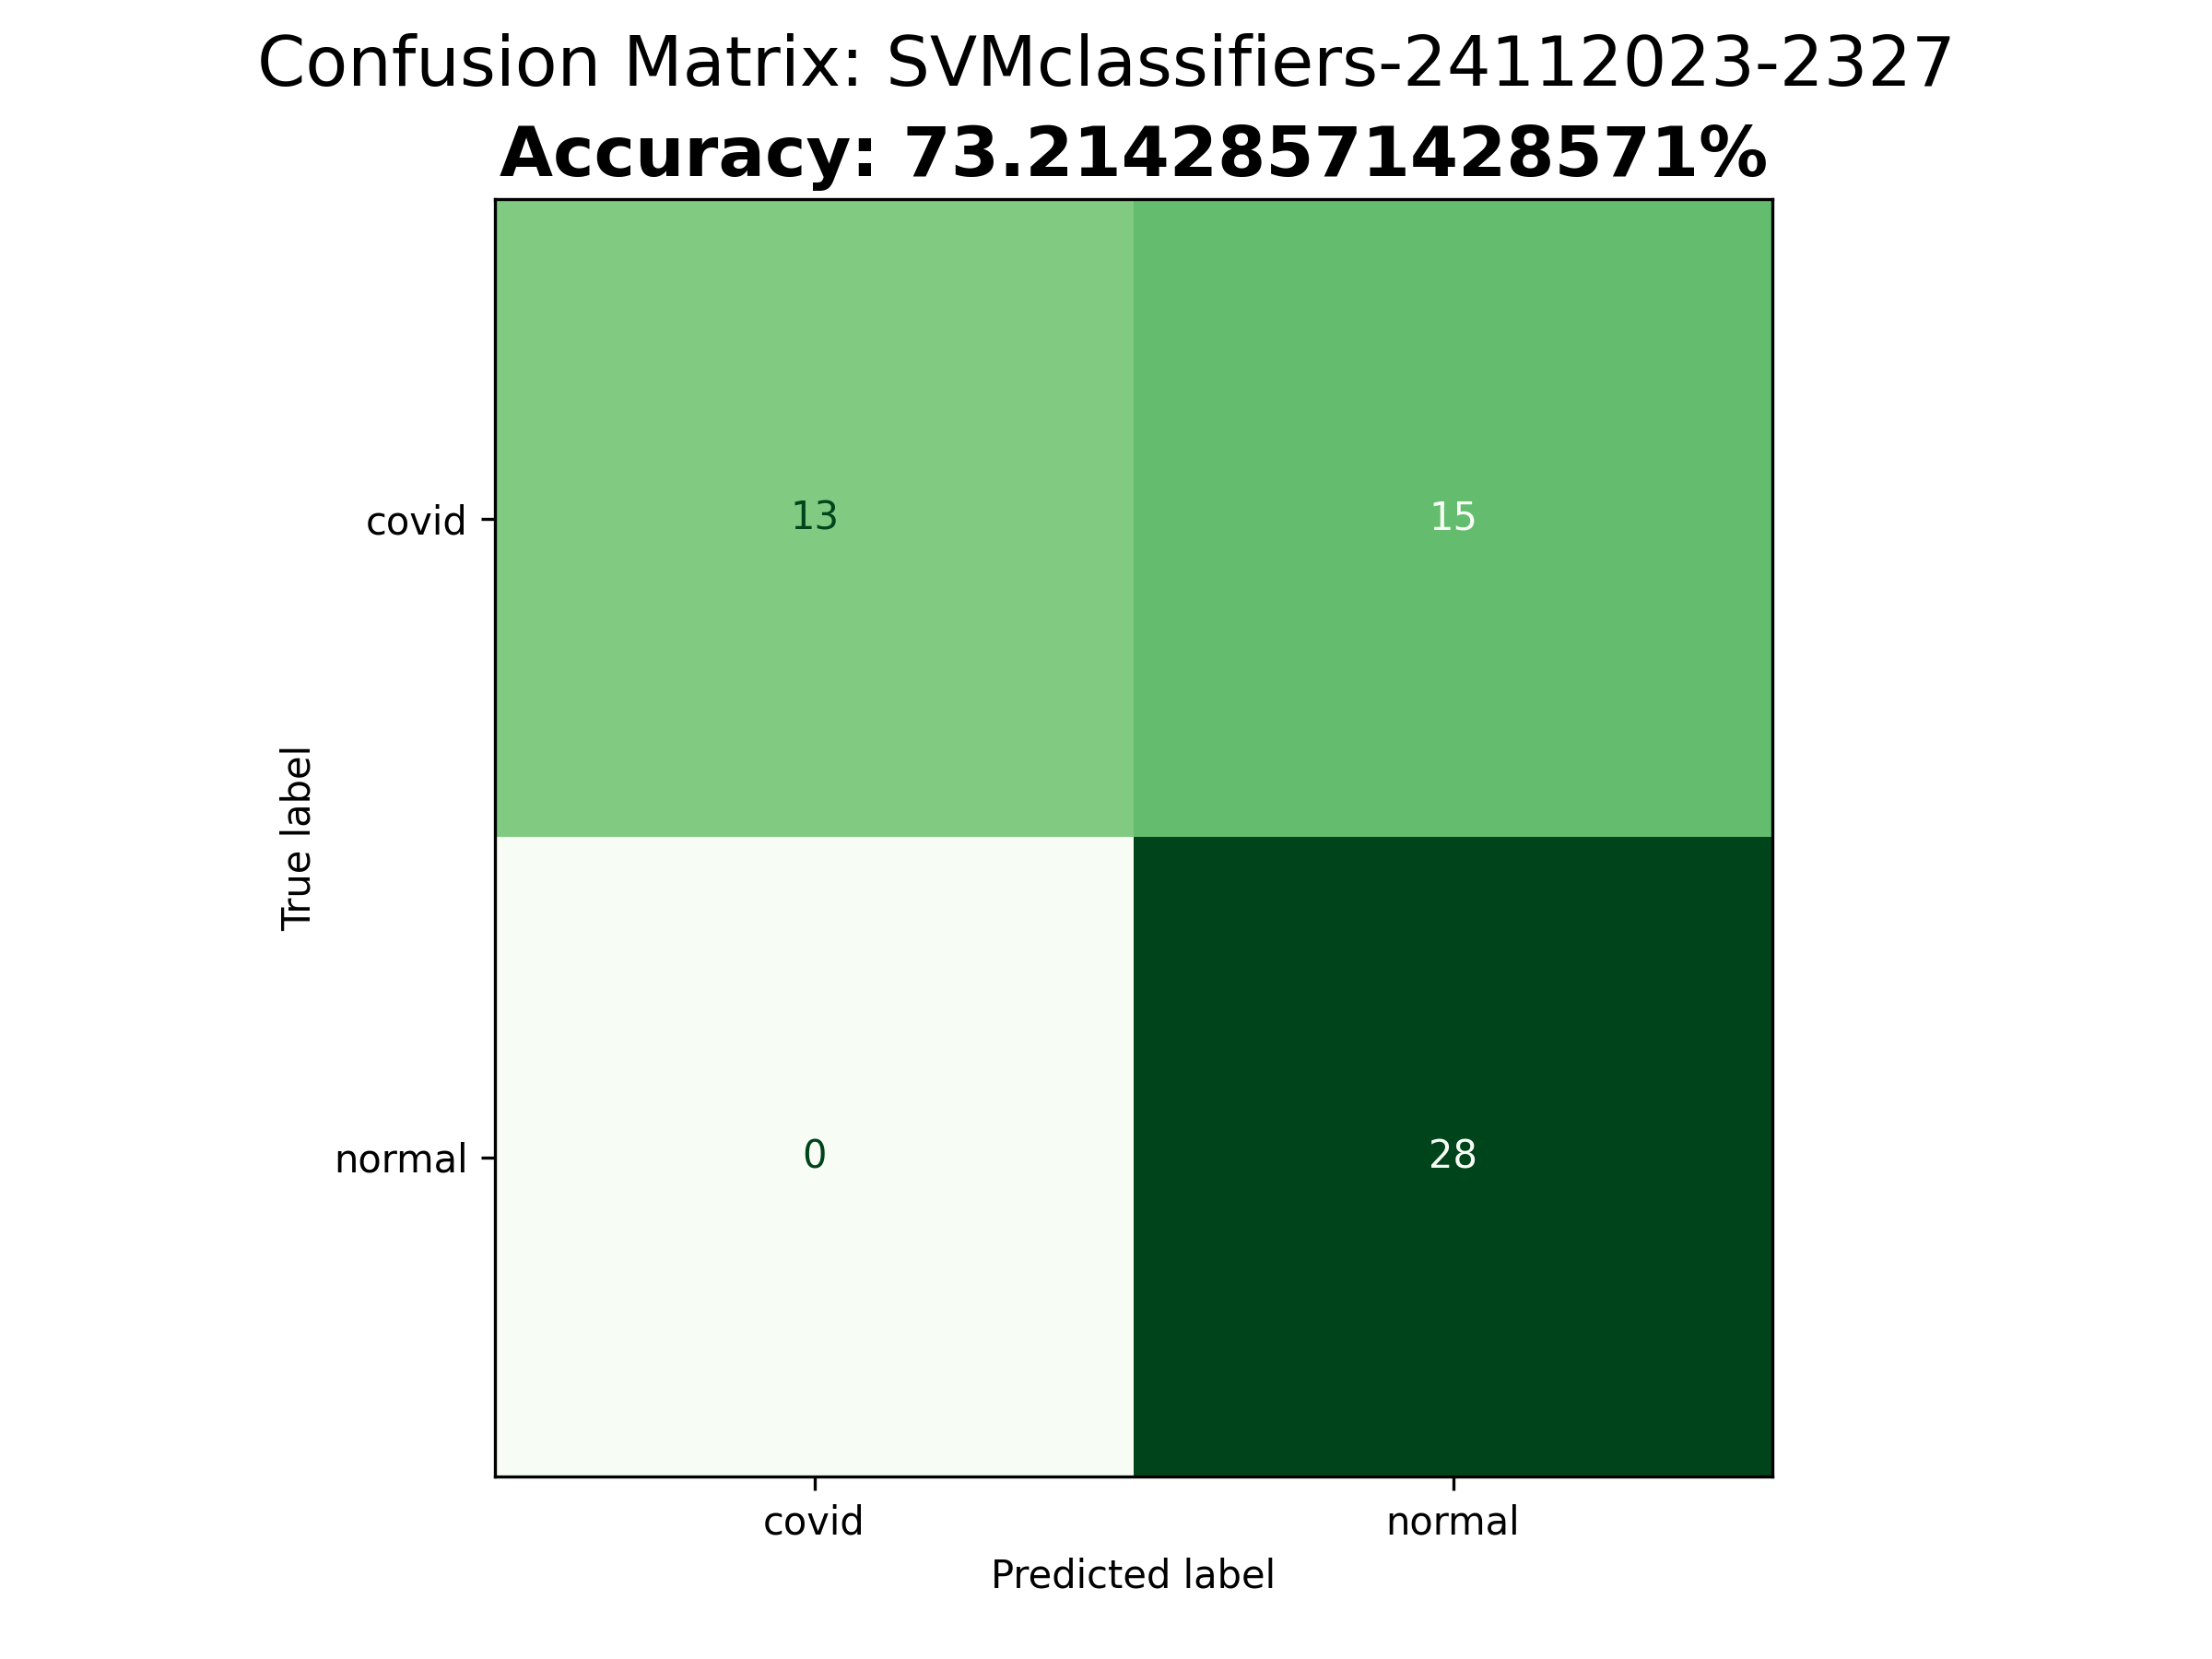 Confusion Matrix: SVMclassifiers-24112023-2327
Accuracy: 73.21428571428571%
covid
13
15
True label
normal
0
28
covid
normal
Predicted label